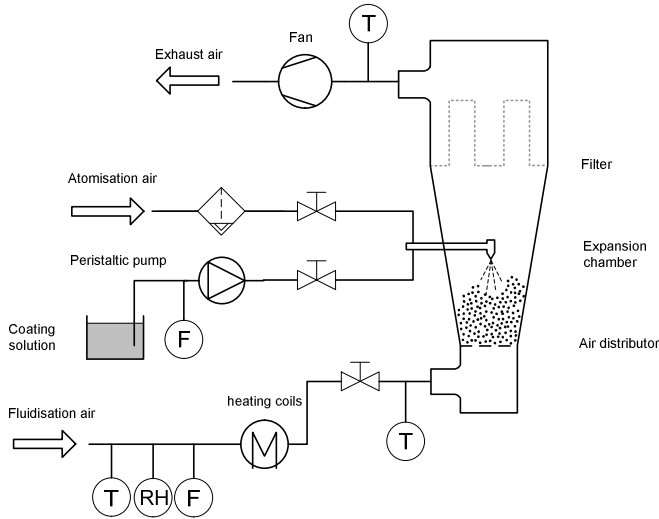 T
Fan
Exhaust air
Filter
Atomisation air
Expansion
chamber
Peristaltic pump
Coating
solution
F
Air distributor
heating coils
Fluidisation air
T
T
RH
F